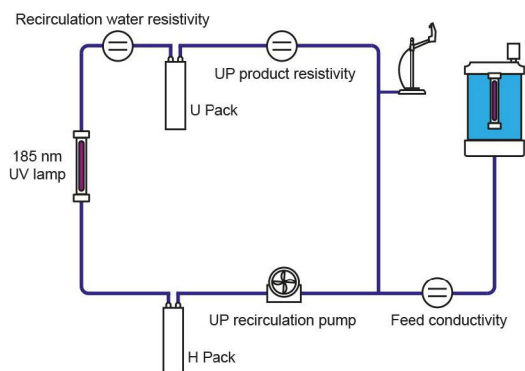 Recirculation water resistivity
UP product resistivity
U Pack
185 nm
UV lamp
UP recirculation pump
Feed conductivity
H Pack